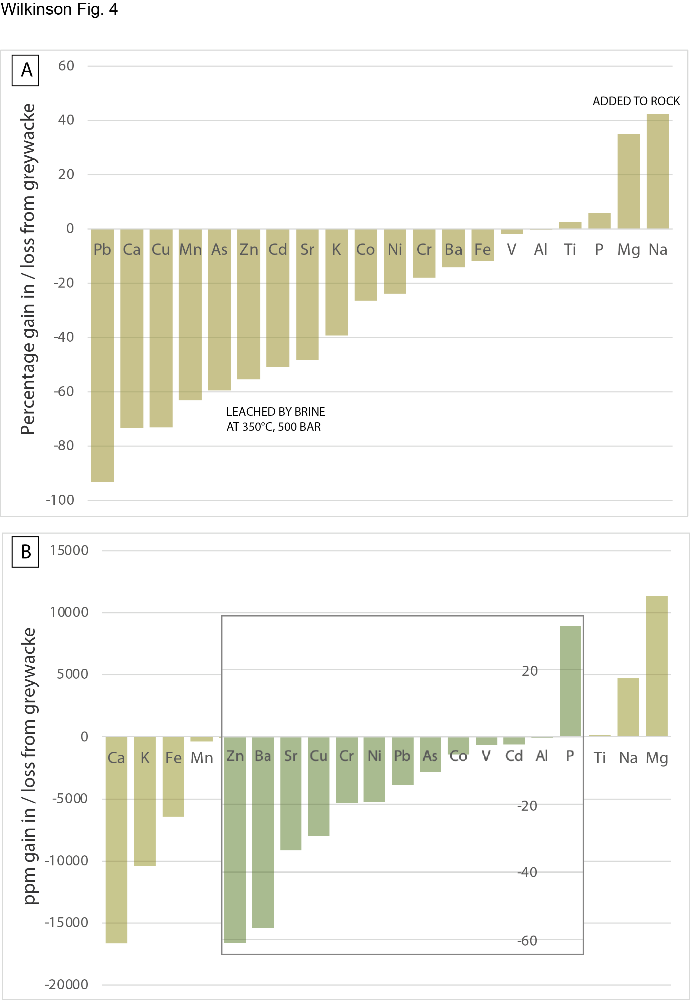 Wilkinson Fig. 4
A
60
ADDED TO ROCK
40
20
0
Pb Ca Cu Mn As Zn Cd Sr K Co Ni Cr Ba Fe V Al Ti P Mg Na
-20
-40
-60
LEACHED BY BRINE
AT 350°C, 500 BAR
-80
-100
Percentage gain in / loss from greywacke
B
15000
10000
5000
20
0
Ca K Fe Mn Zn Ba Sr Cu Cr Ni Pb As Co V Cd Al P Ti Na Mg
-5000
-20
-10000
-40
-15000
-60
-20000
ppm gain in / loss from greywacke